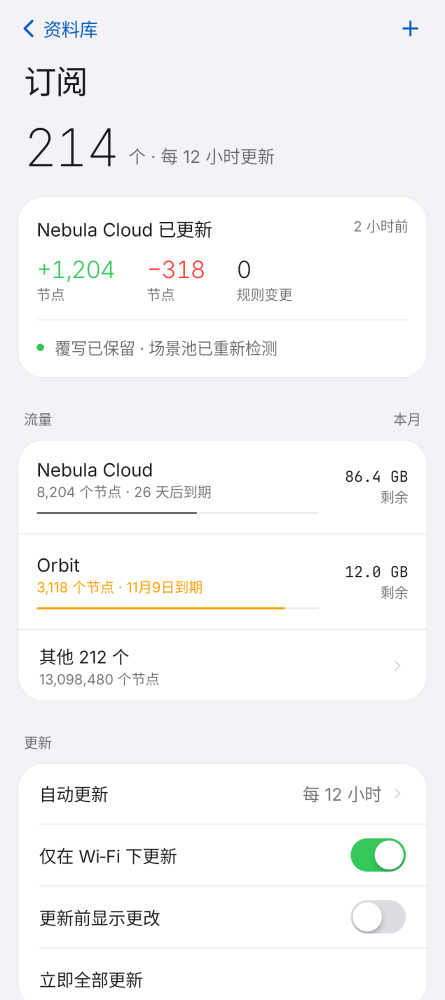 资料库
订阅
214 个 · 每 12 小时更新
Nebula Cloud 已更新 2 小时前
+1,204 −318 0
节点 节点 规则变更
覆写已保留 · 场景池已重新检测
流量 本月
Nebula Cloud 86.4 GB
8,204 个节点 · 26 天后到期 剩余
Orbit 12.0 GB
3,118 个节点 · 11月9日到期 剩余
其他 212 个
13,098,480 个节点
更新
自动更新 每 12 小时
仅在 Wi-Fi 下更新
更新前显示更改
立即全部更新